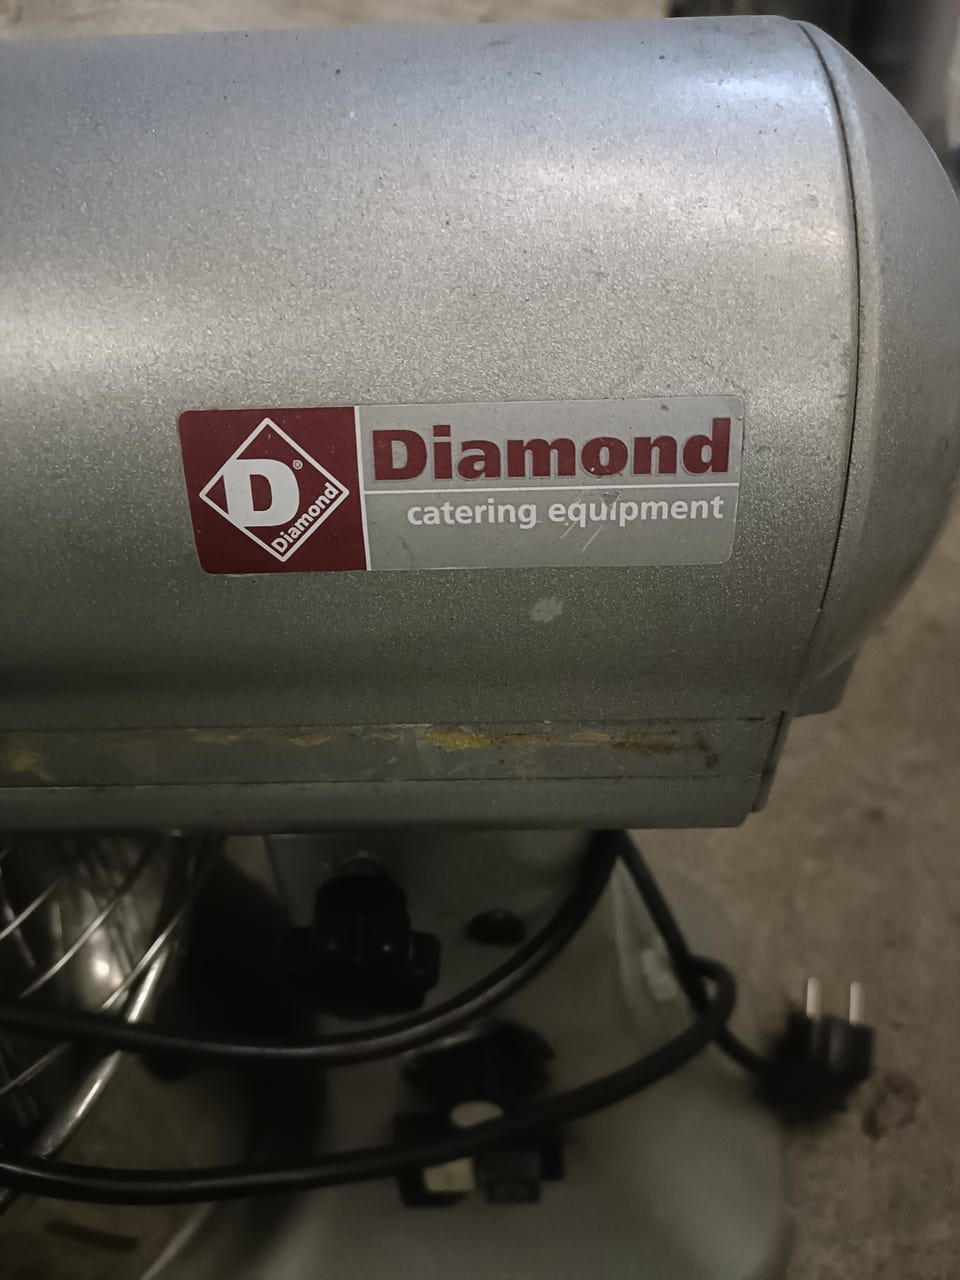 D®
Diamond
Diamond
catering equipment